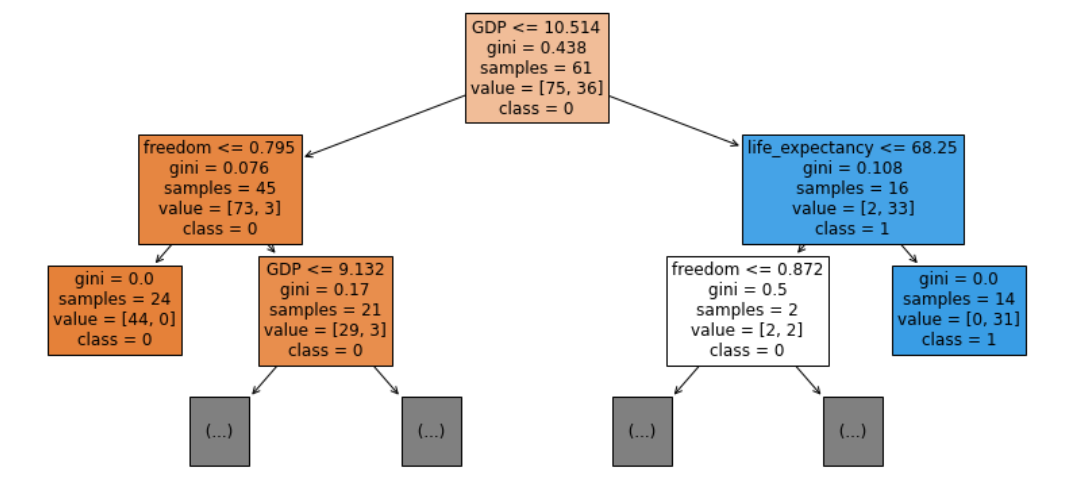 GDP <= 10.514
gini = 0.438
samples = 61
value = [75, 36]
class = 0
freedom <= 0.795
gini = 0.076
samples = 45
value = [73, 3]
class = 0
life_expectancy <= 68.25
gini = 0.108
samples = 16
value = [2, 33]
class = 1
gini = 0.0
samples = 24
value = [44, 0]
class = 0
GDP <= 9.132
gini = 0.17
samples = 21
value = [29, 3]
class = 0
freedom <= 0.872
gini = 0.5
samples = 2
value = [2, 2]
class = 0
gini = 0.0
samples = 14
value = [0, 31]
class = 1
(...)
(...)
(...)
(...)